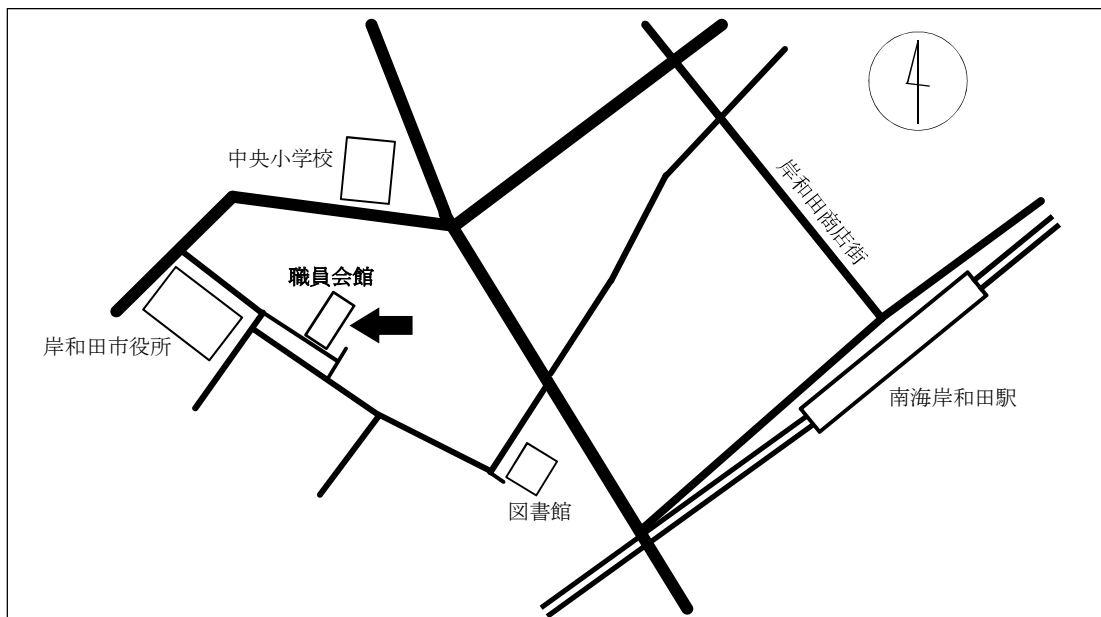 中央小学校
岸和田商店街
職員会館
岸和田市役所
南海岸和田駅
図書館